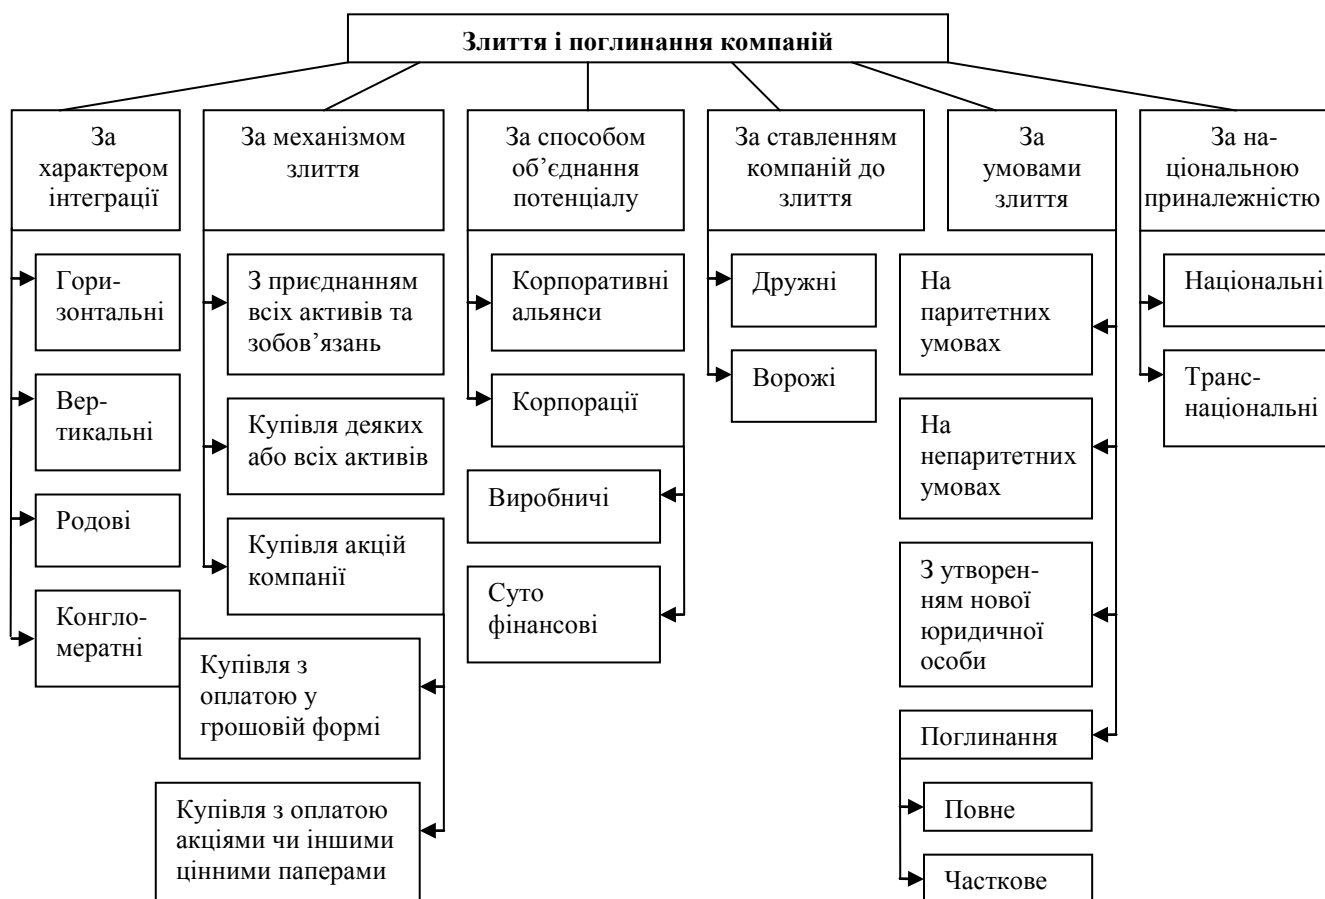 Злиття і поглинання компаній
За
характером
інтеграції
За механізмом
злиття
За способом
об’єднання
потенціалу
За ставленням
компаній до
злиття
За
умовами
злиття
За на-
ціональною
приналежністю
Гори-
зонтальні
Вер-
тикальні
Родові
Конгло-
мератні
З приєднанням
всіх активів та
зобов’язань
Купівля деяких
або всіх активів
Купівля акцій
компанії
Купівля з
оплатою у
грошовій формі
Купівля з оплатою
акціями чи іншими
цінними паперами
Корпоративні
альянси
Корпорації
Виробничі
Суто
фінансові
Дружні
Ворожі
На
паритетних
умовах
На
непаритетних
умовах
З утворен-
ням нової
юридичної
особи
Поглинання
Повне
Часткове
Національні
Транс-
національні